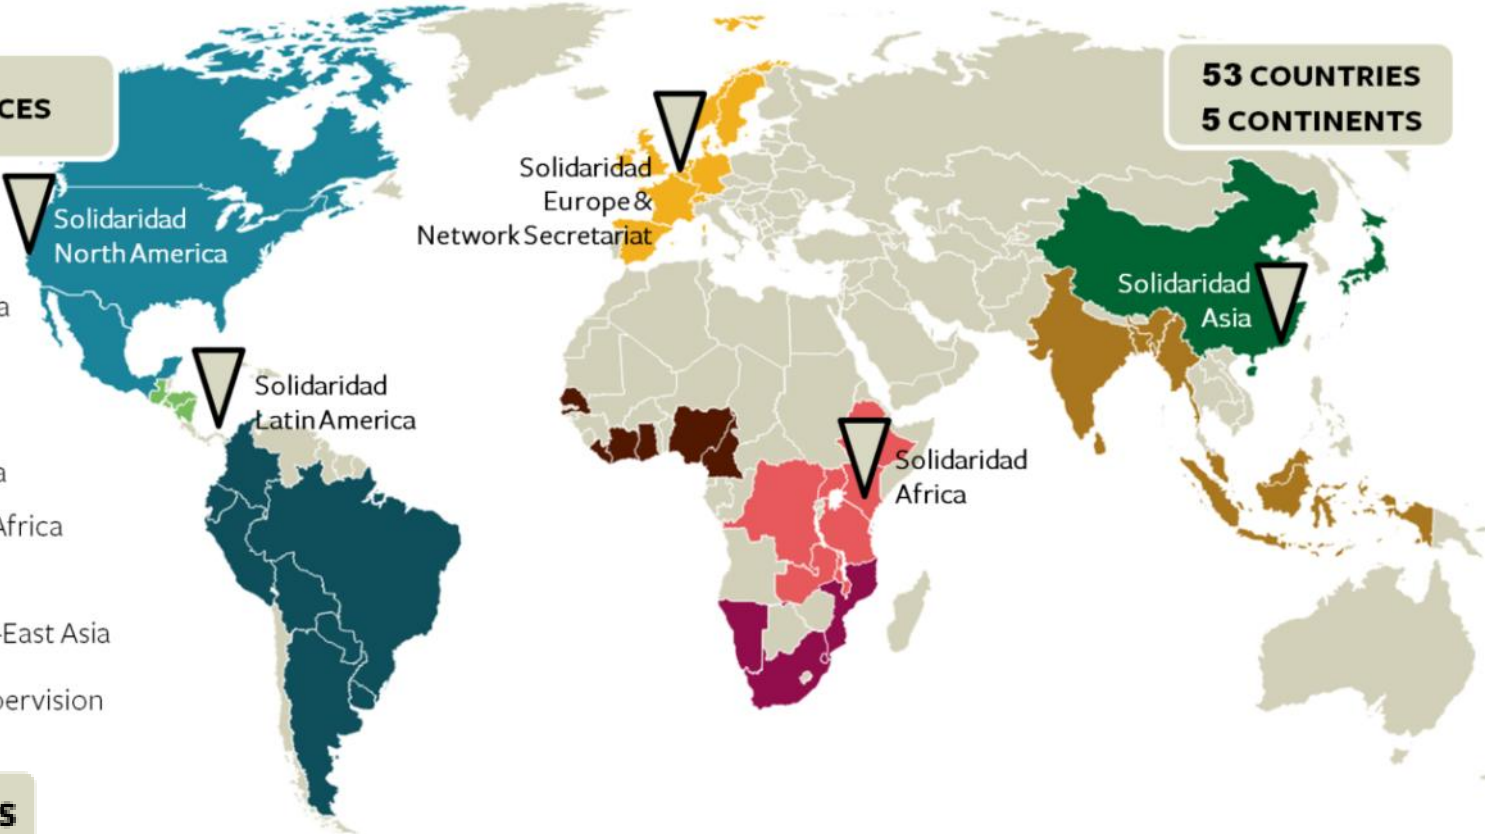 CES
53 COUNTRIES
5 CONTINENTS
Solidaridad
Europe &
Network Secretariat
Solidaridad
North America
Solidaridad
Asia
a
Solidaridad
Latin America
Solidaridad
Africa
a
Africa
-East Asia
pervision
S